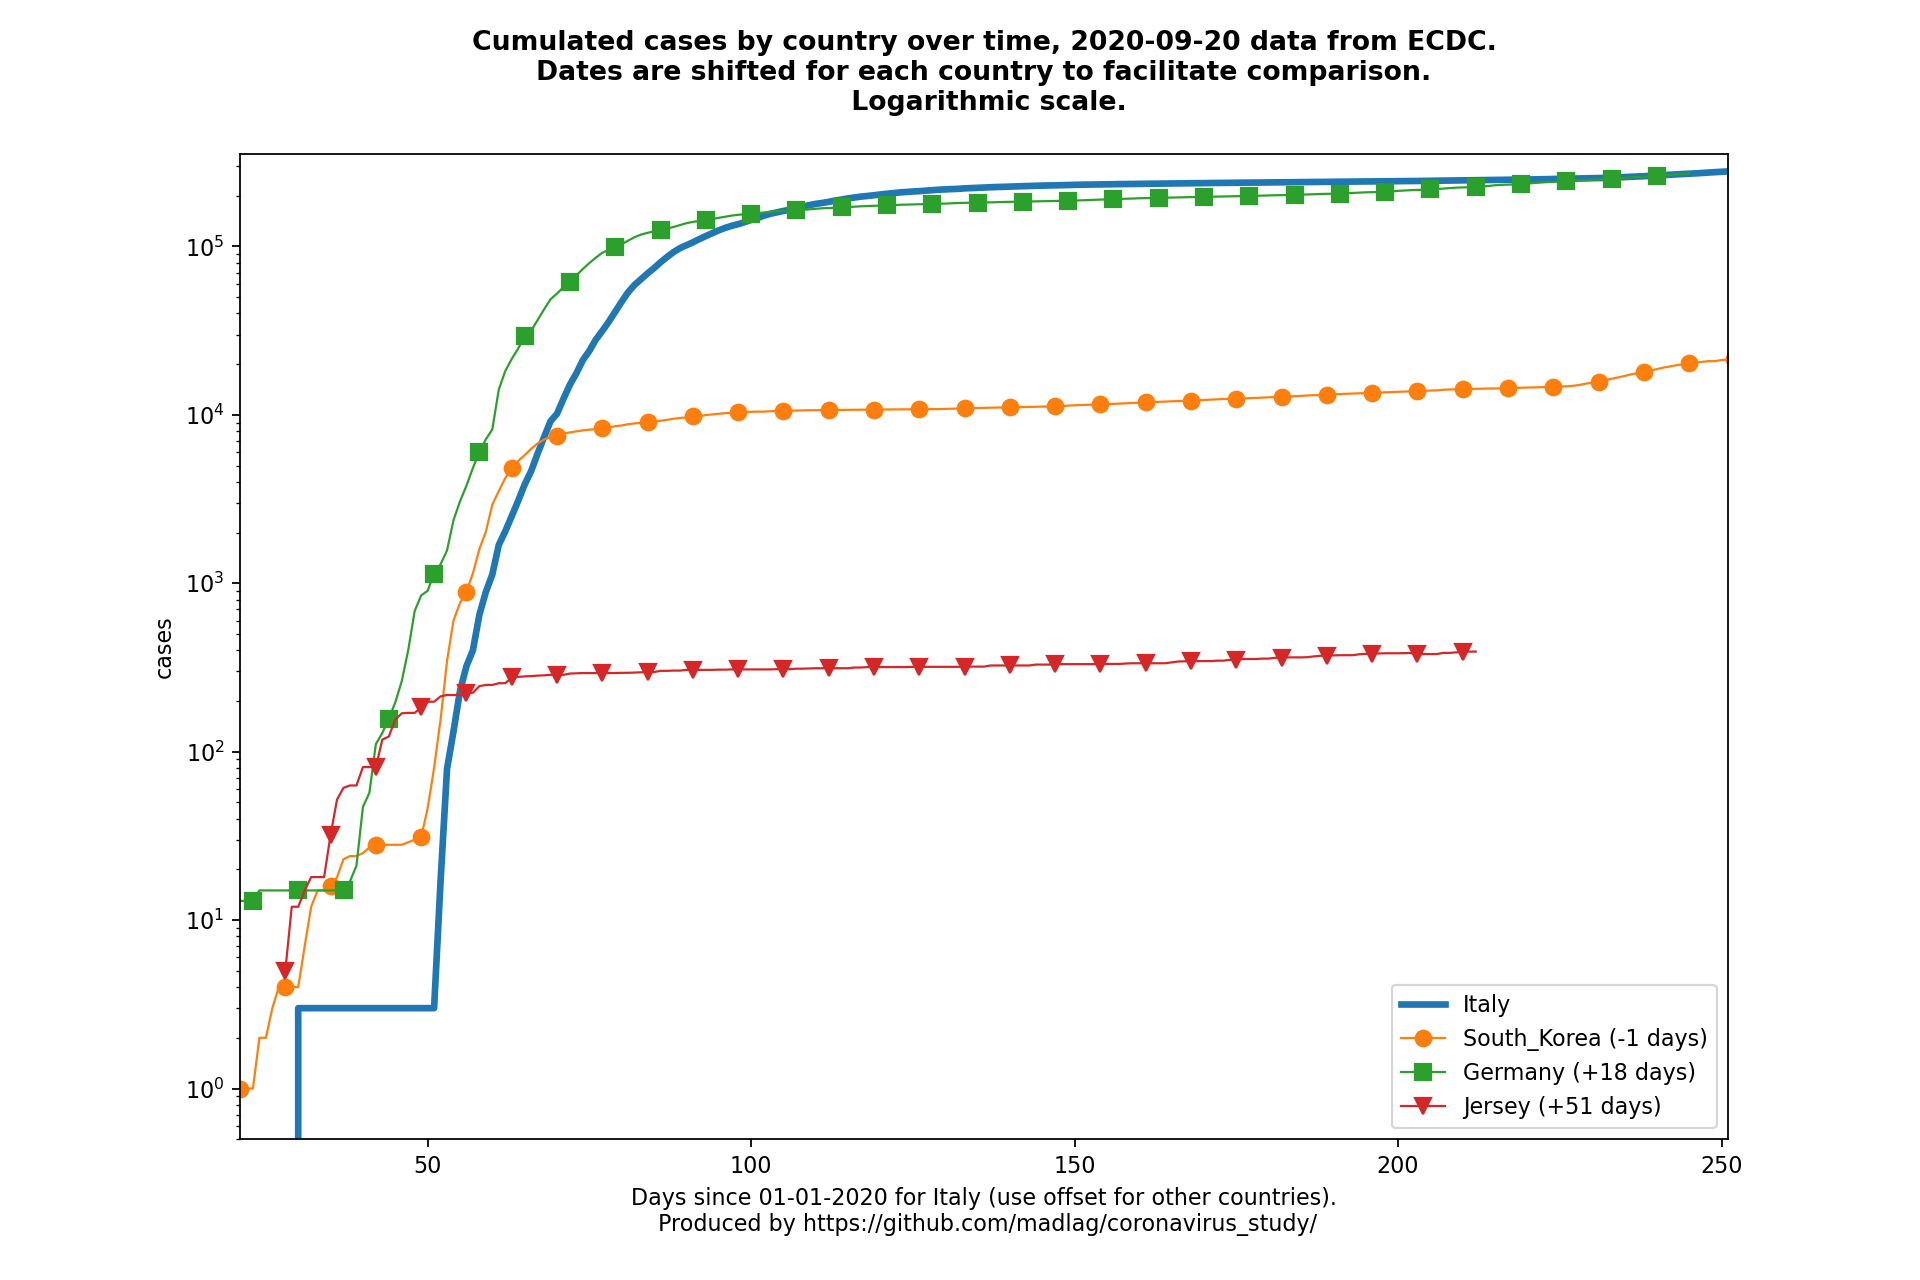 Cumulated cases by country over time, 2020-09-20 data from ECDC.
Dates are shifted for each country to facilitate comparison.
Logarithmic scale.
cases
10^5
10^4
10^3
10^2
10^1
10^0
50
100
150
200
250
Italy
South_Korea (-1 days)
Germany (+18 days)
Jersey (+51 days)
Days since 01-01-2020 for Italy (use offset for other countries).
Produced by https://github.com/madlag/coronavirus_study/